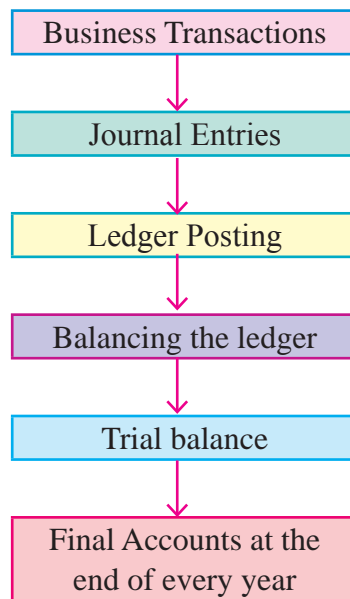 Business Transactions
Journal Entries
Ledger Posting
Balancing the ledger
Trial balance
Final Accounts at the
end of every year